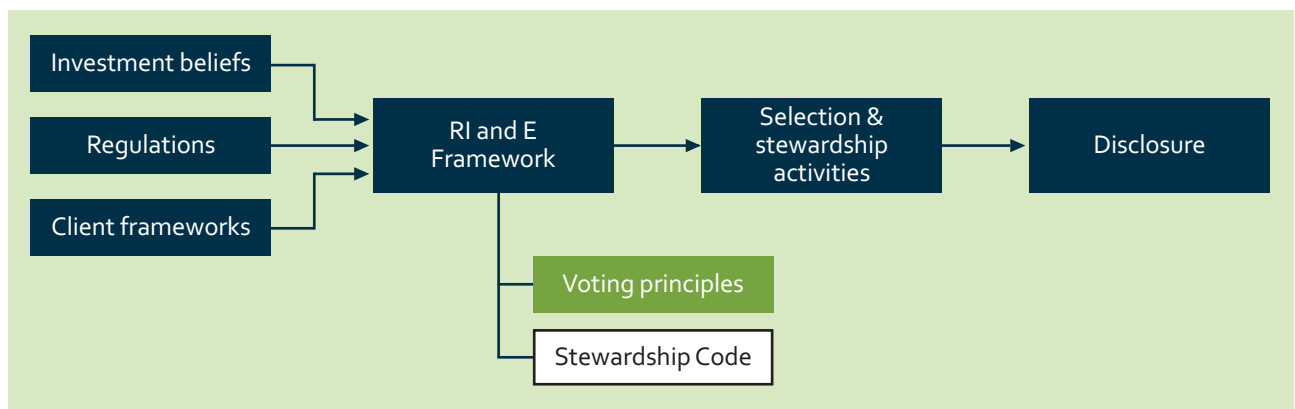 Investment beliefs
Regulations
Client frameworks
RI and E
Framework
Selection &
stewardship
activities
Disclosure
Voting principles
Stewardship Code